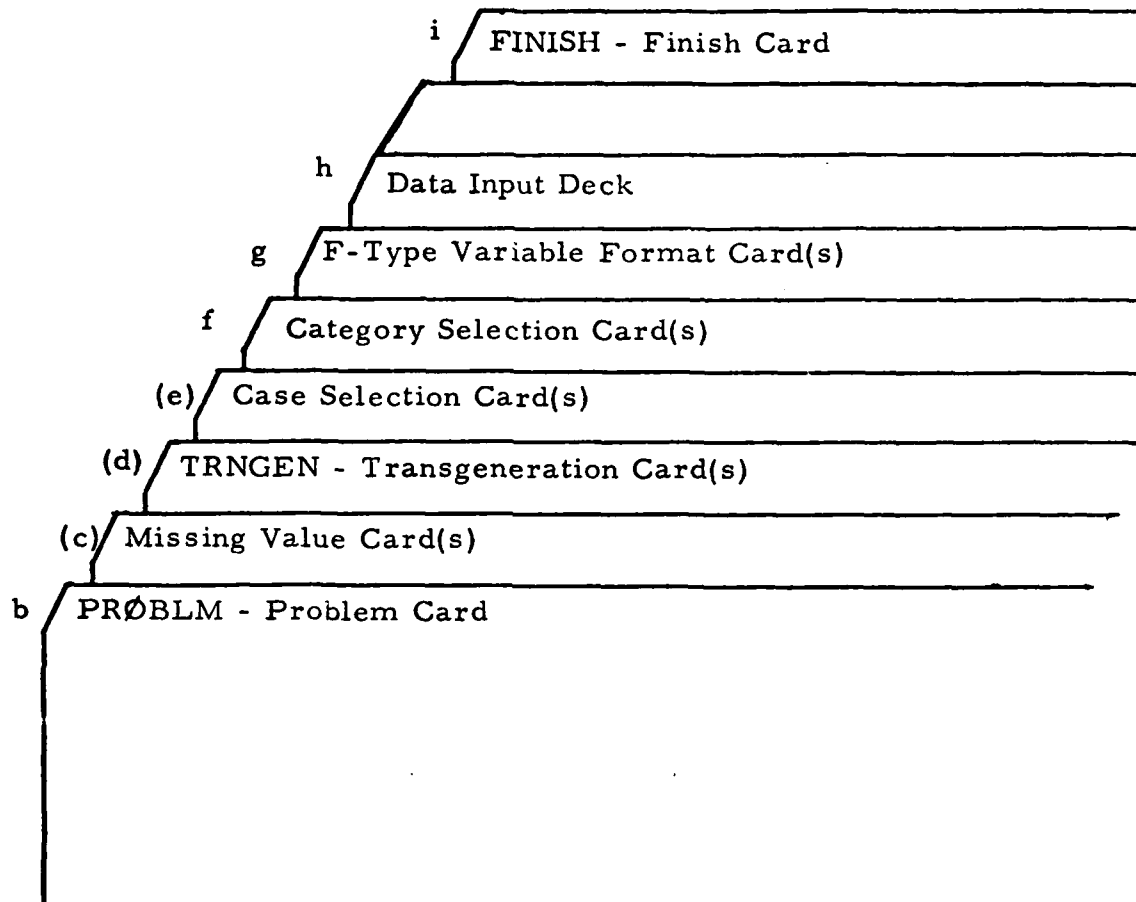 i FINISH - Finish Card
h Data Input Deck
g F-Type Variable Format Card(s)
f Category Selection Card(s)
(e) Case Selection Card(s)
(d) TRNGEN - Transgeneration Card(s)
(c) Missing Value Card(s)
b PRØBLM - Problem Card